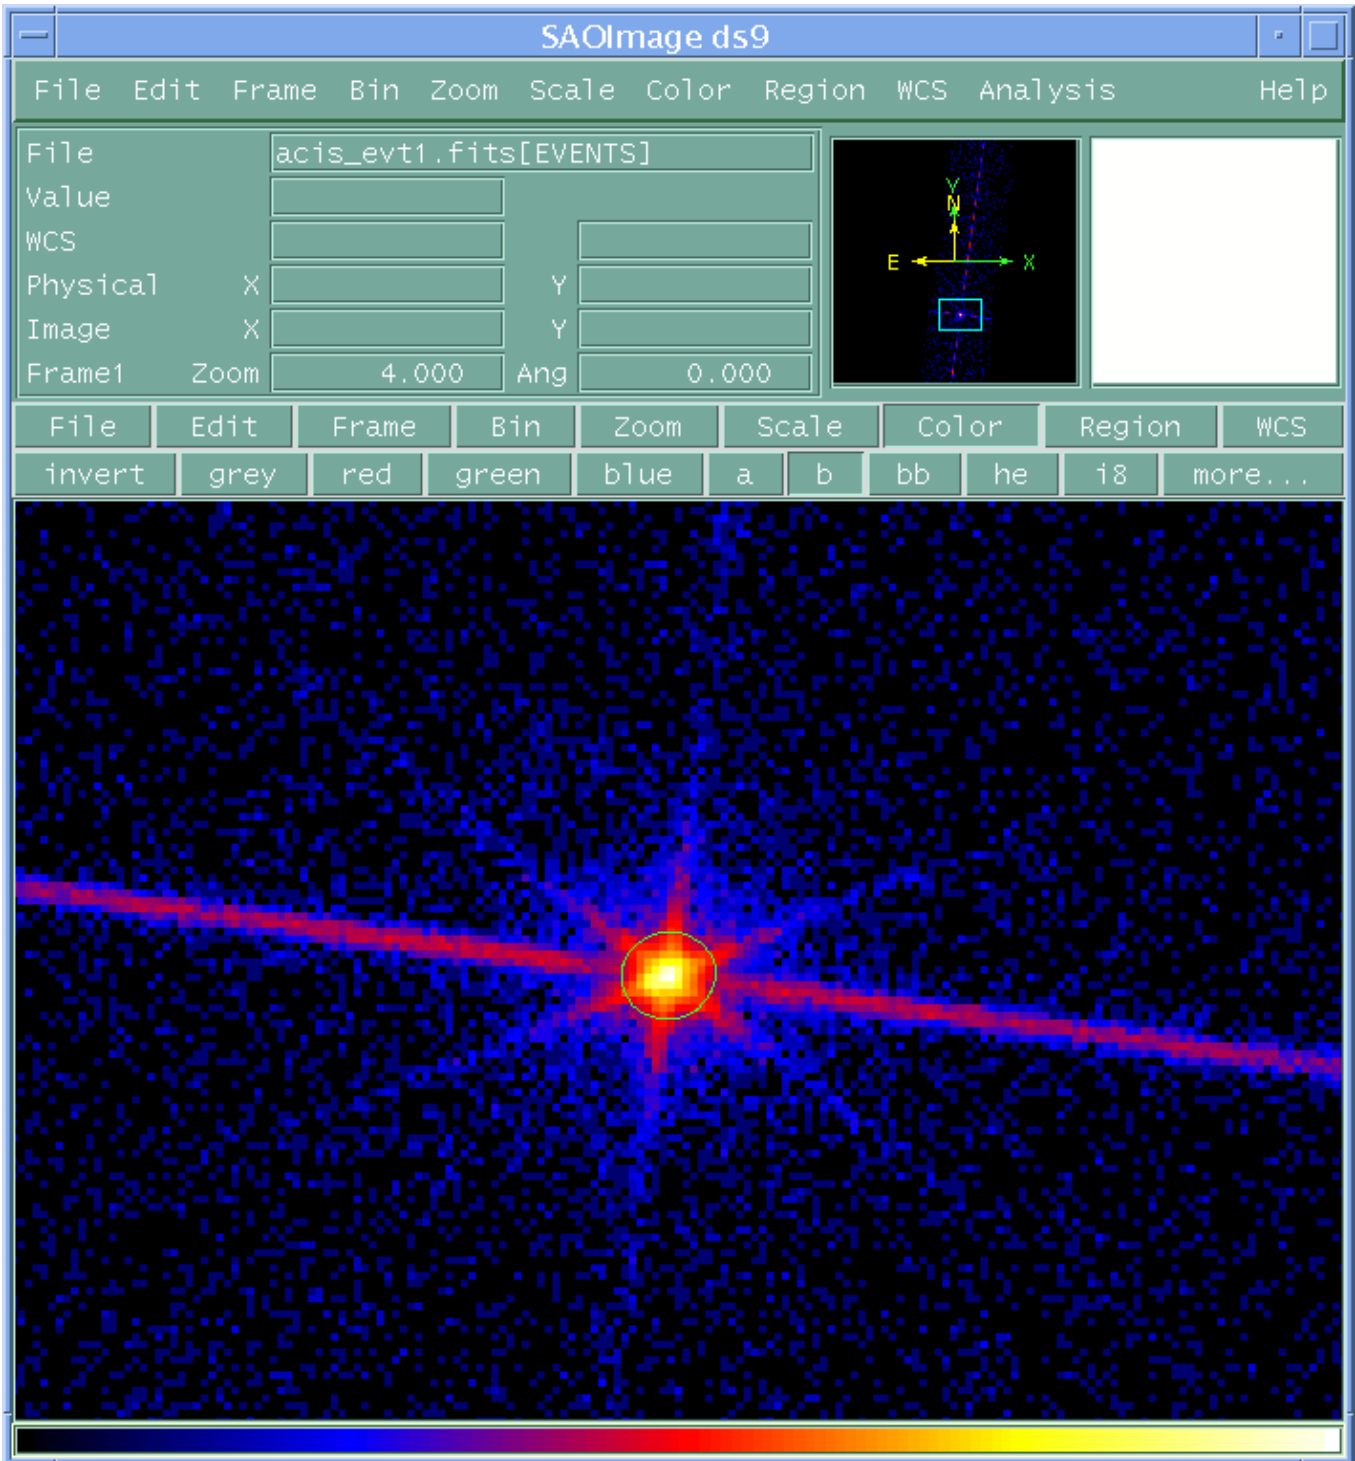 SAOImage ds9
File Edit Frame Bin Zoom Scale Color Region WCS Analysis Help
File acis_evt1.fits[EVENTS]
Value
WCS
Physical X Y
Image X Y
Frame1 Zoom 4.000 Ang 0.000
Y
N
E X
File Edit Frame Bin Zoom Scale Color Region WCS
invert grey red green blue a b bb he i8 more...